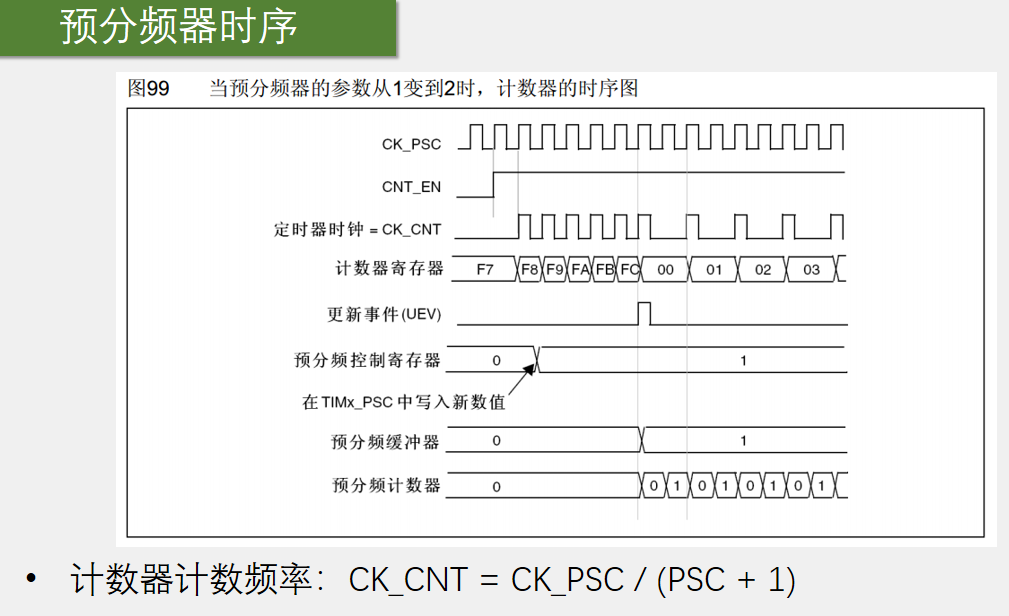 预分频器时序
图99 当预分频器的参数从1变到2时，计数器的时序图
CK_PSC
CNT_EN
定时器时钟 = CK_CNT
计数器寄存器 F7 F8 F9 FA FB FC 00 01 02 03
更新事件(UEV)
预分频控制寄存器 0 1
在TIMx_PSC 中写入新数值
预分频缓冲器 0 1
预分频计数器 0 0 1 0 1 0 1 0 1
• 计数器计数频率：CK_CNT = CK_PSC / (PSC + 1)